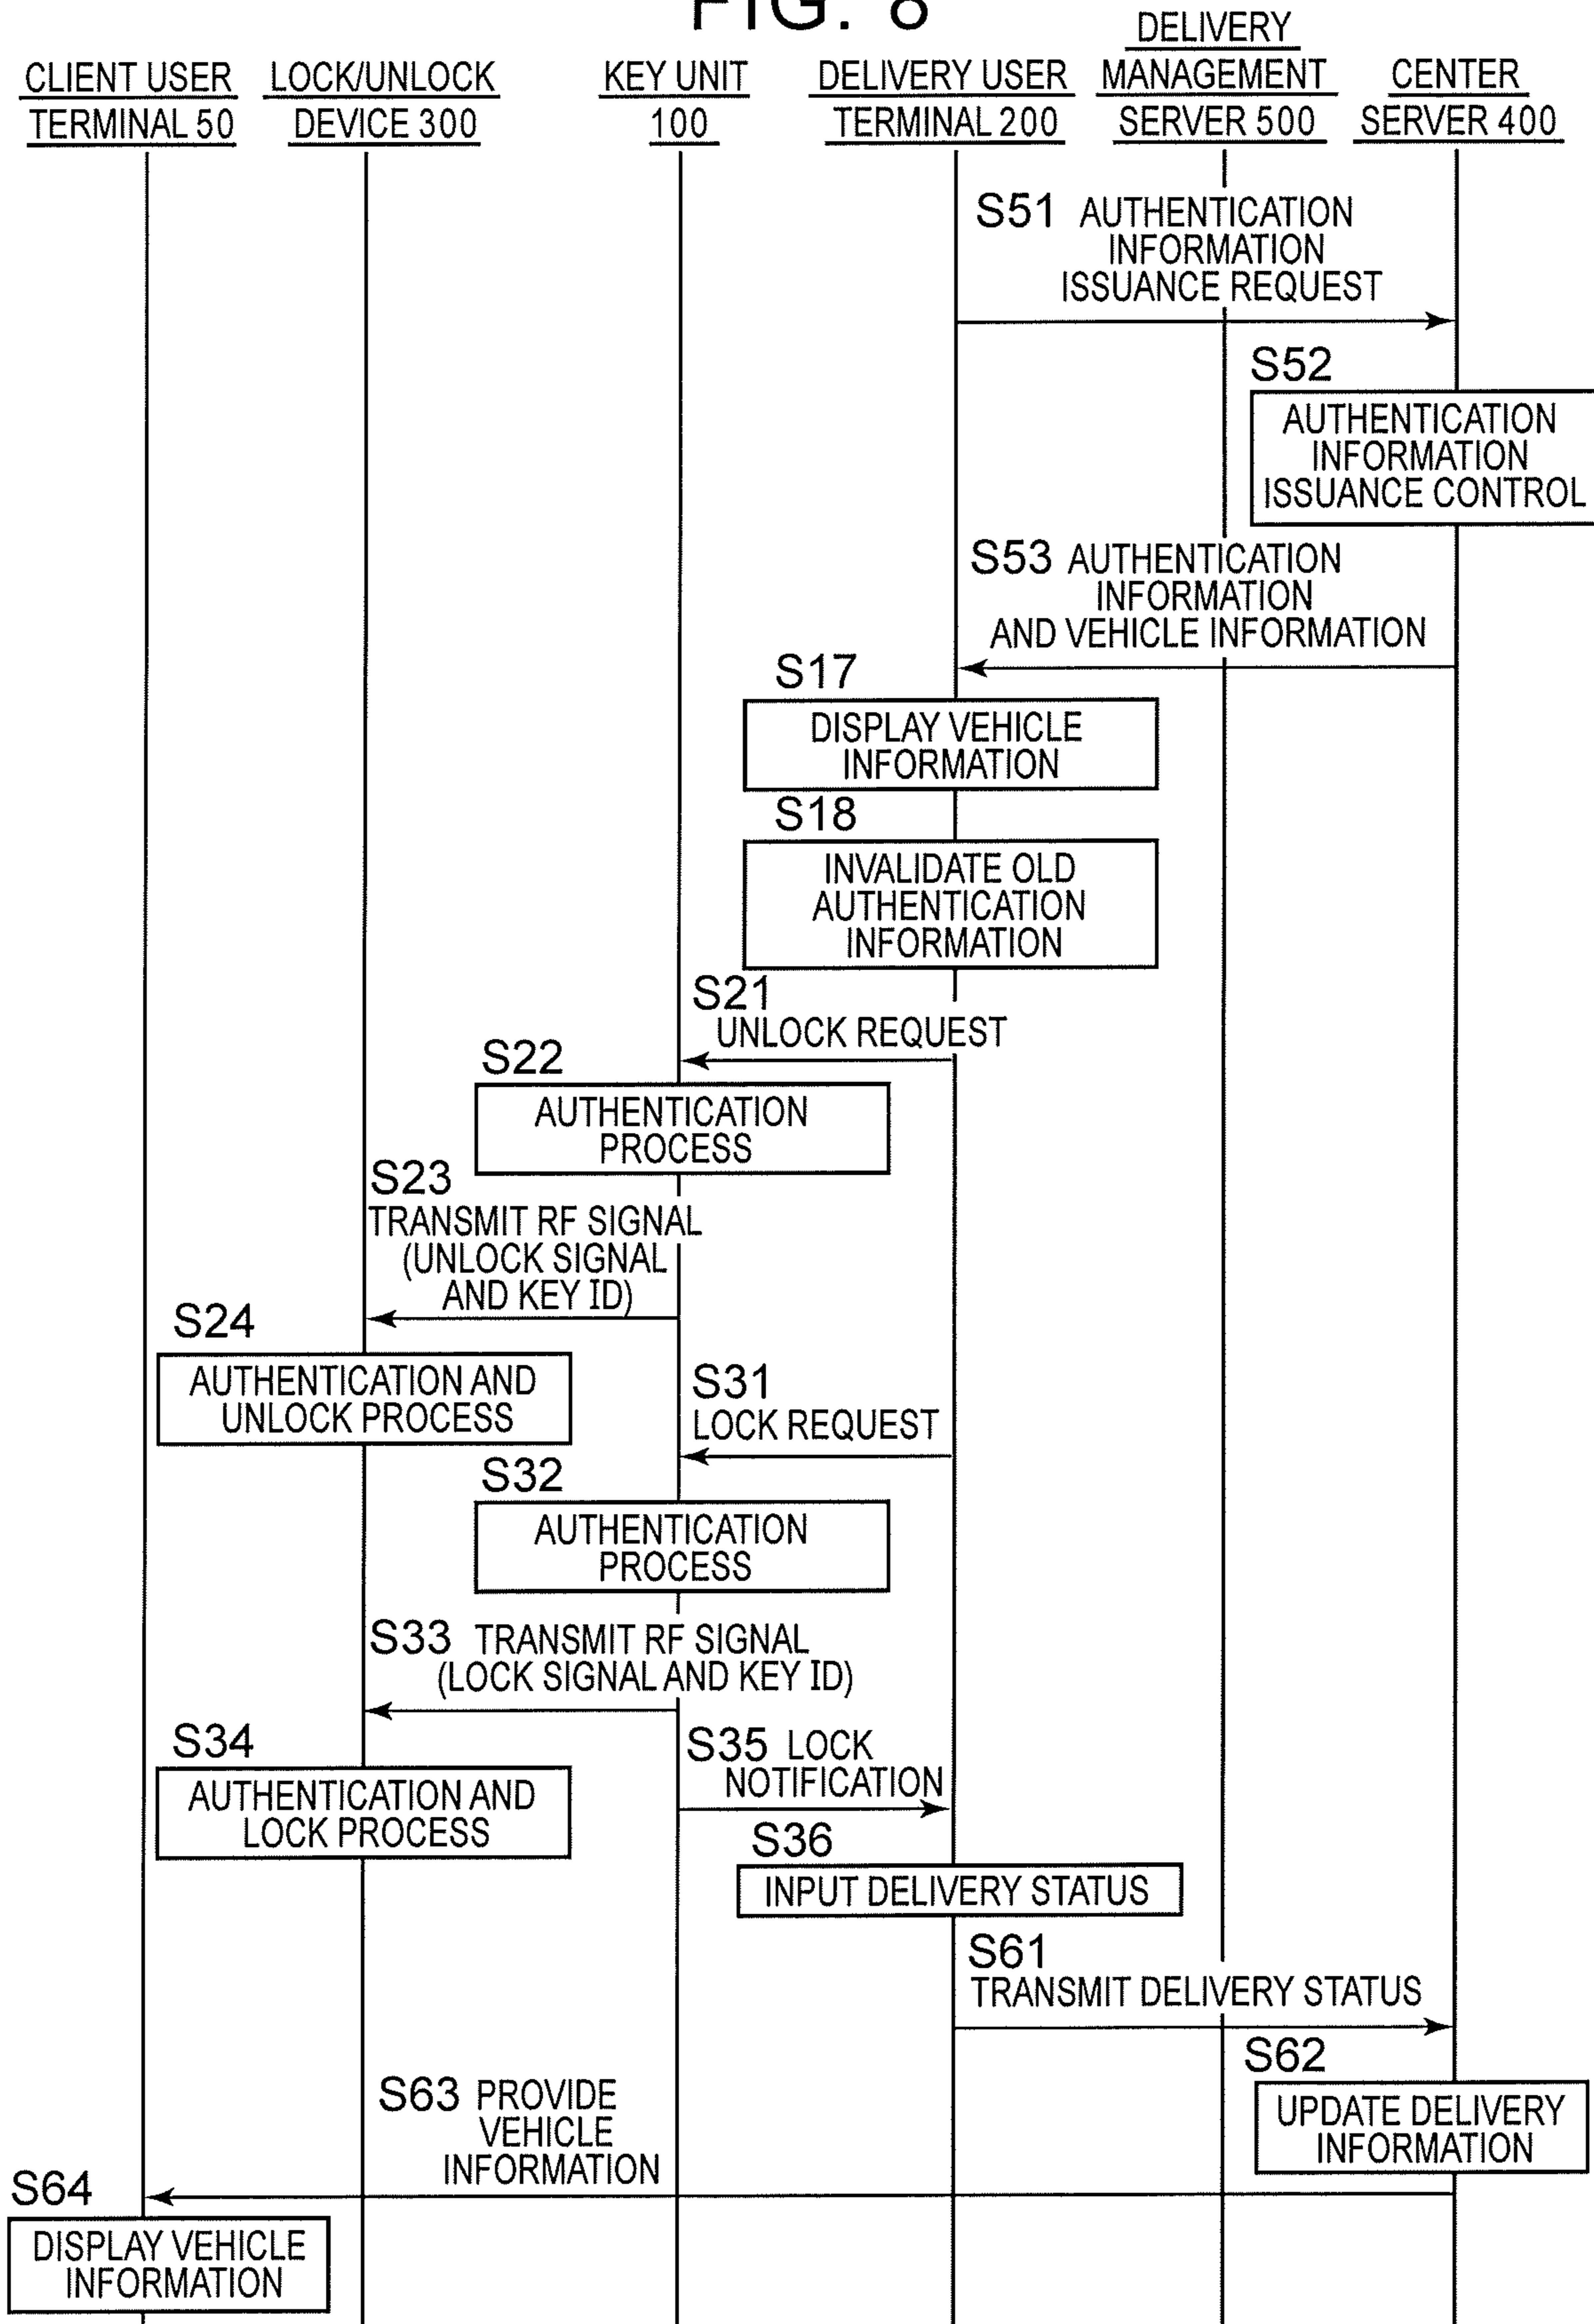 FIG. 8
CLIENT USER
TERMINAL 50
LOCK/UNLOCK
DEVICE 300
KEY UNIT
100
DELIVERY USER
TERMINAL 200
DELIVERY
MANAGEMENT
SERVER 500
CENTER
SERVER 400
S51 AUTHENTICATION
INFORMATION
ISSUANCE REQUEST
S52
AUTHENTICATION
INFORMATION
ISSUANCE CONTROL
S53 AUTHENTICATION
INFORMATION
AND VEHICLE INFORMATION
S17
DISPLAY VEHICLE
INFORMATION
S18
INVALIDATE OLD
AUTHENTICATION
INFORMATION
S21
UNLOCK REQUEST
S22
AUTHENTICATION
PROCESS
S23
TRANSMIT RF SIGNAL
(UNLOCK SIGNAL
AND KEY ID)
S24
AUTHENTICATION AND
UNLOCK PROCESS
S31
LOCK REQUEST
S32
AUTHENTICATION
PROCESS
S33 TRANSMIT RF SIGNAL
(LOCK SIGNAL AND KEY ID)
S34
AUTHENTICATION AND
LOCK PROCESS
S35 LOCK
NOTIFICATION
S36
INPUT DELIVERY STATUS
S61
TRANSMIT DELIVERY STATUS
S62
UPDATE DELIVERY
INFORMATION
S63 PROVIDE
VEHICLE
INFORMATION
S64
DISPLAY VEHICLE
INFORMATION